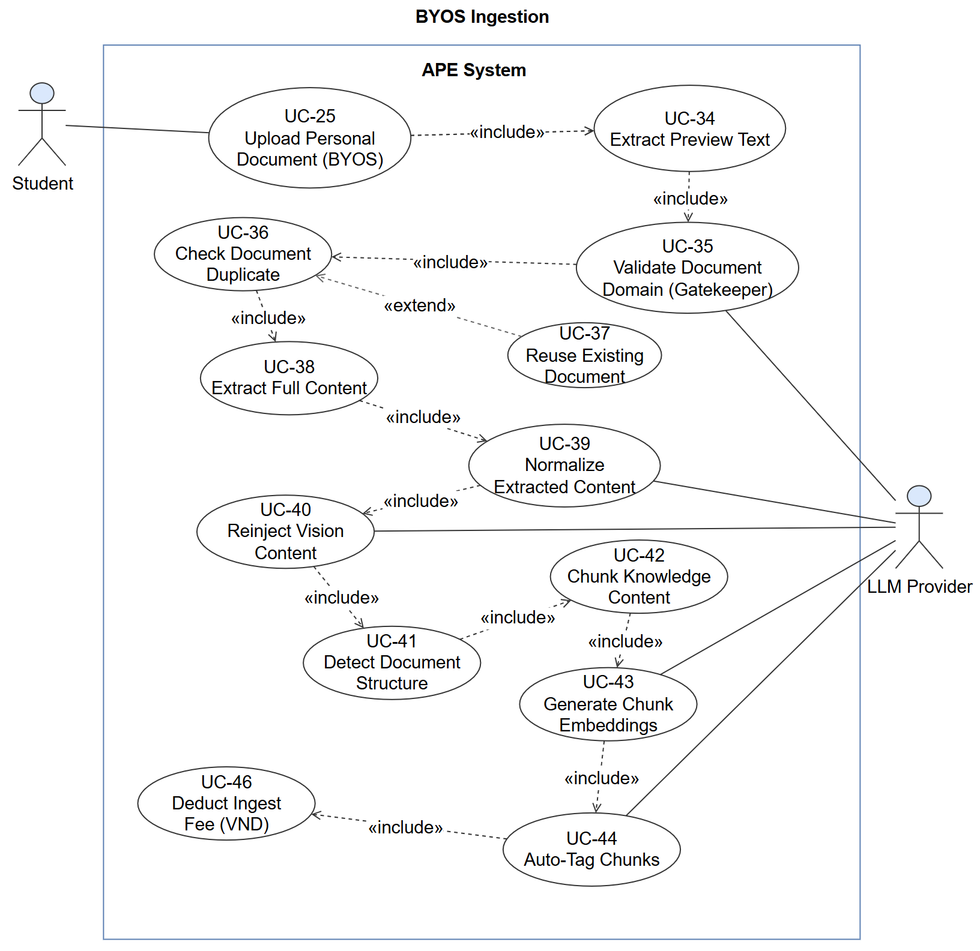 BYOS Ingestion
APE System
Student
UC-25
Upload Personal
Document (BYOS)
«include»
UC-34
Extract Preview Text
«include»
UC-35
Validate Document
Domain (Gatekeeper)
«include»
UC-36
Check Document
Duplicate
«extend»
UC-37
Reuse Existing
Document
«include»
UC-38
Extract Full Content
«include»
UC-39
Normalize
Extracted Content
«include»
UC-40
Reinject Vision
Content
LLM Provider
«include»
UC-41
Detect Document
Structure
«include»
UC-42
Chunk Knowledge
Content
«include»
UC-43
Generate Chunk
Embeddings
«include»
UC-44
Auto-Tag Chunks
«include»
UC-46
Deduct Ingest
Fee (VND)